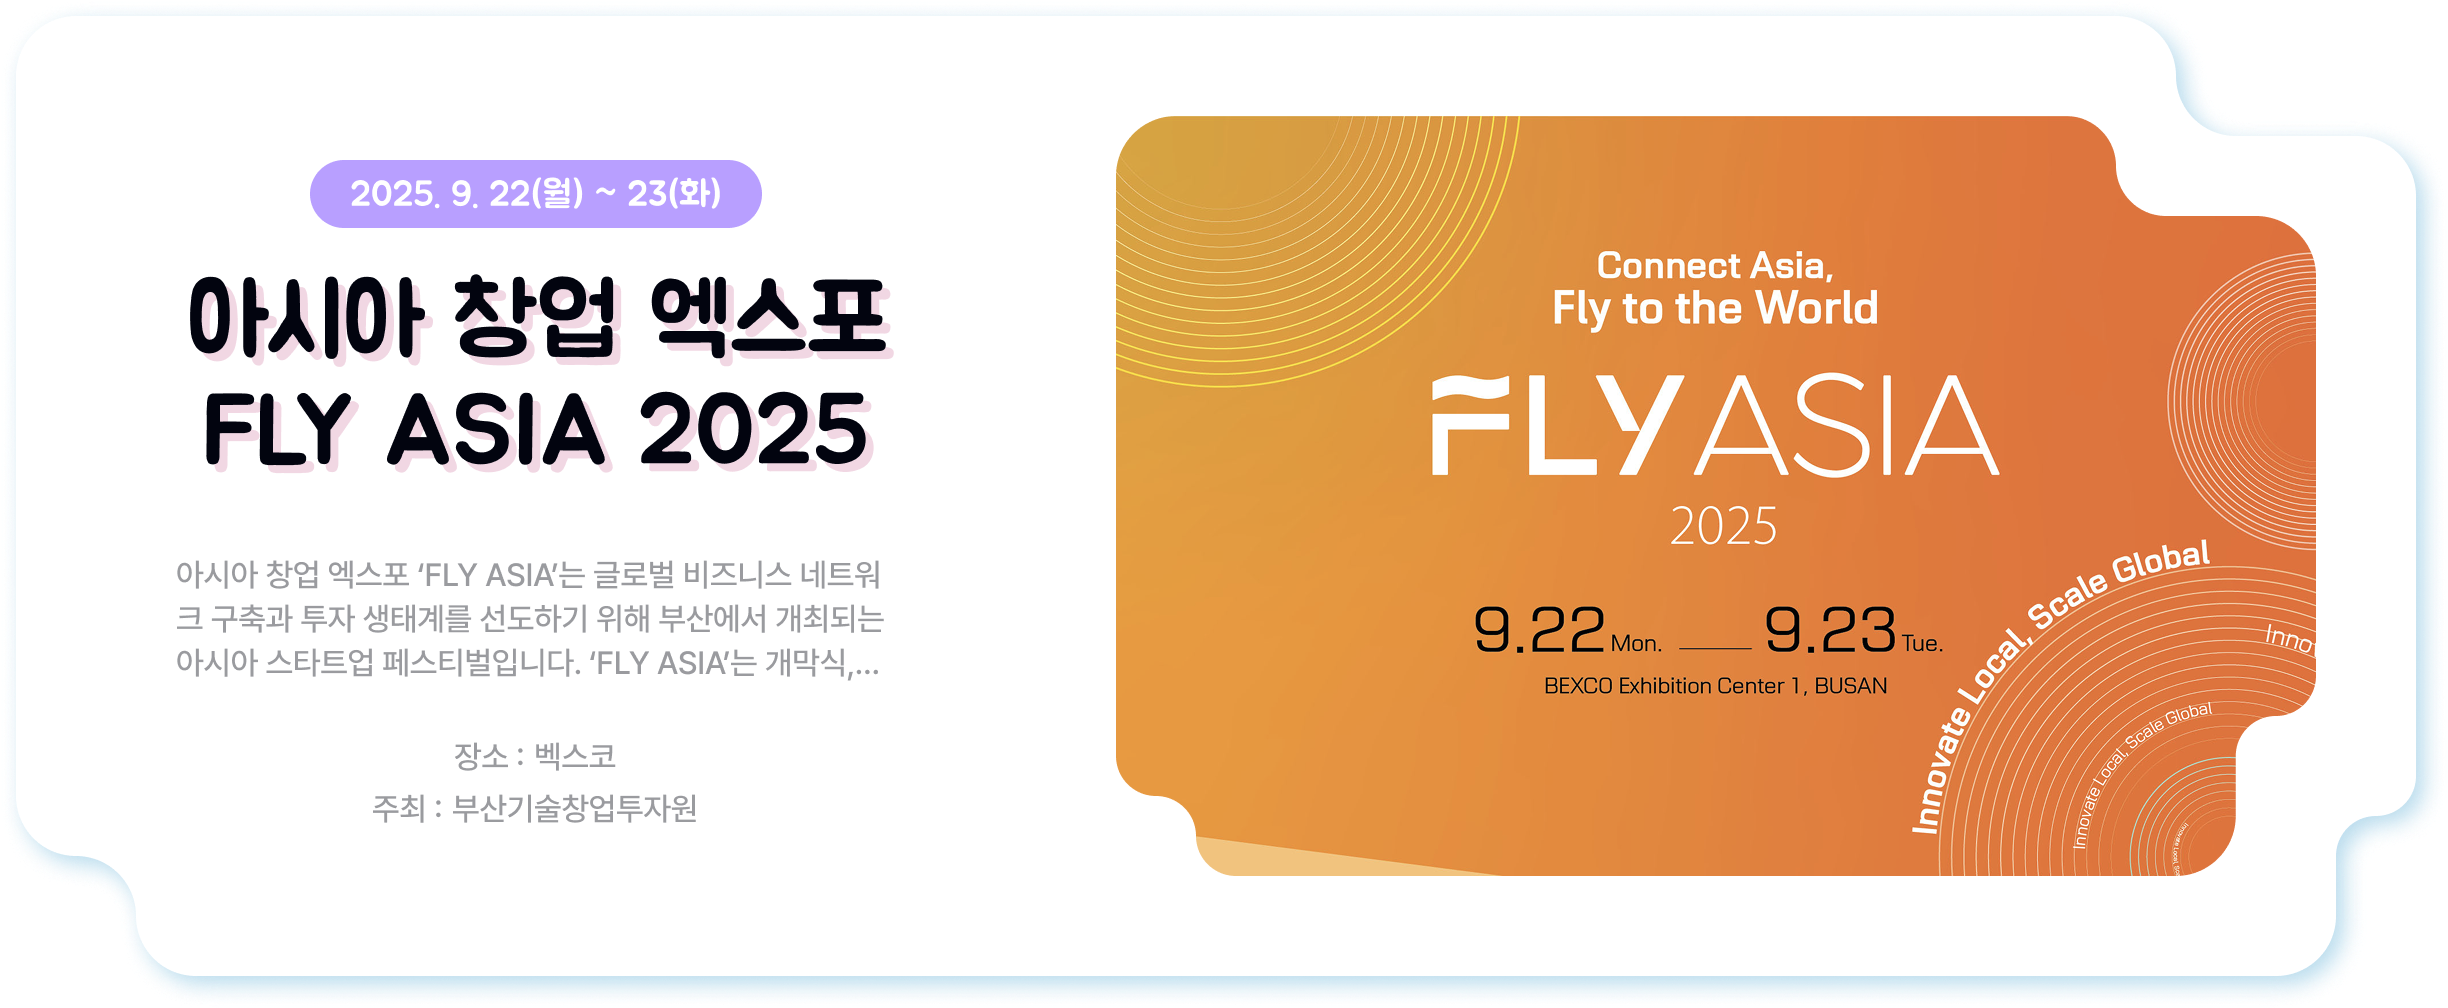 2025. 9. 22(월) ~ 23(화)
아시아 창업 엑스포
FLY ASIA 2025
아시아 창업 엑스포 ‘FLY ASIA’는 글로벌 비즈니스 네트워
크 구축과 투자 생태계를 선도하기 위해 부산에서 개최되는
아시아 스타트업 페스티벌입니다. ‘FLY ASIA’는 개막식,...
장소 : 벡스코
주최 : 부산기술창업투자원
Connect Asia,
Fly to the World
FLY ASIA
2025
9.22 Mon. 9.23 Tue.
BEXCO Exhibition Center 1, BUSAN
Innovate Local, Scale Global
Innovate Local, Scale Global